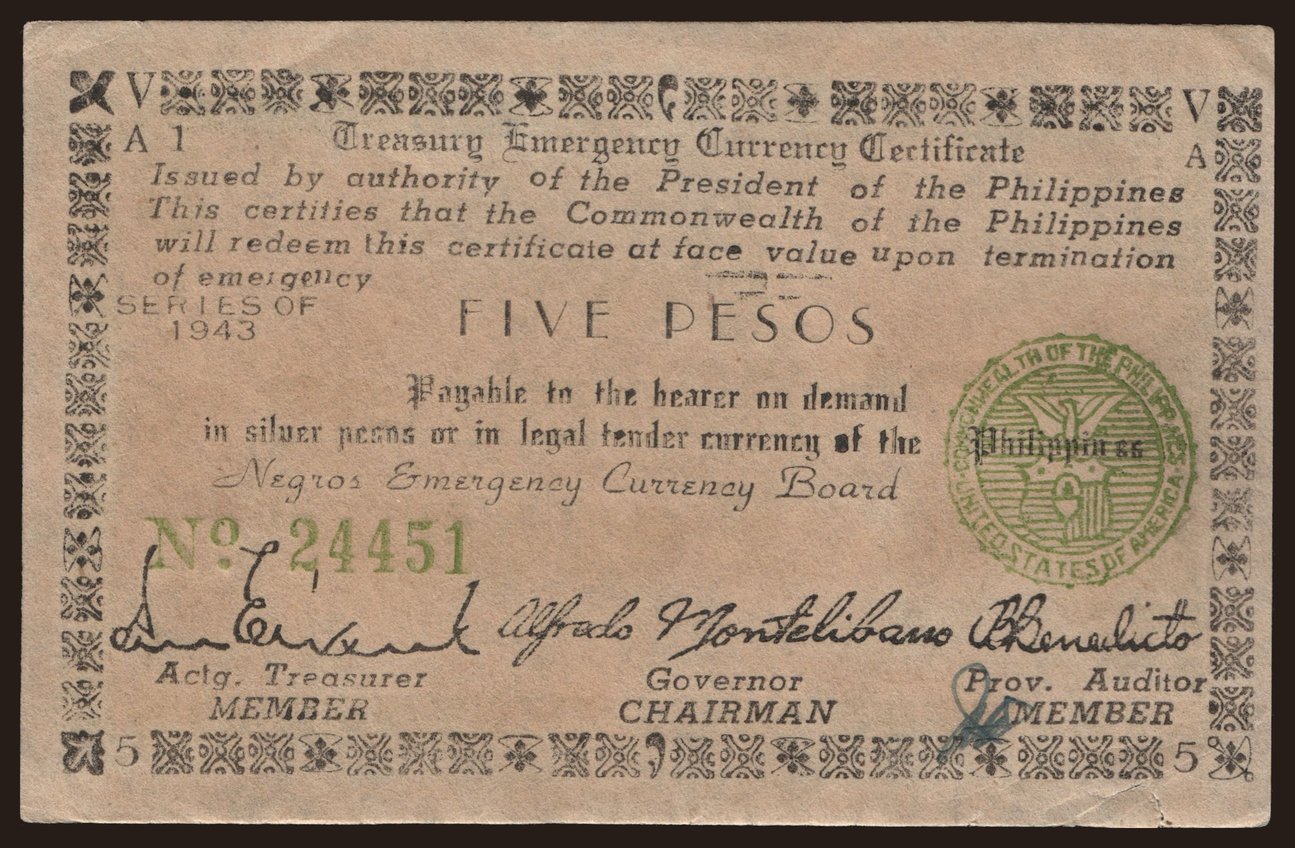 V V
A 1 Treasury Emergency Currency Certificate A
Issued by authority of the President of the Philippines
This certifies that the Commonwealth of the Philippines
will redeem this certificate at face value upon termination
of emergency
SERIES OF
1943
FIVE PESOS
Payable to the bearer on demand
in silver pesos or in legal tender currency of the Philippines
Negros Emergency Currency Board
COMMONWEALTH OF THE PHILIPPINES
UNITED STATES OF AMERICA
No. 24451
Alfredo Montelibano
Benedicto
Actg. Treasurer Governor Prov. Auditor
MEMBER CHAIRMAN MEMBER
5 5